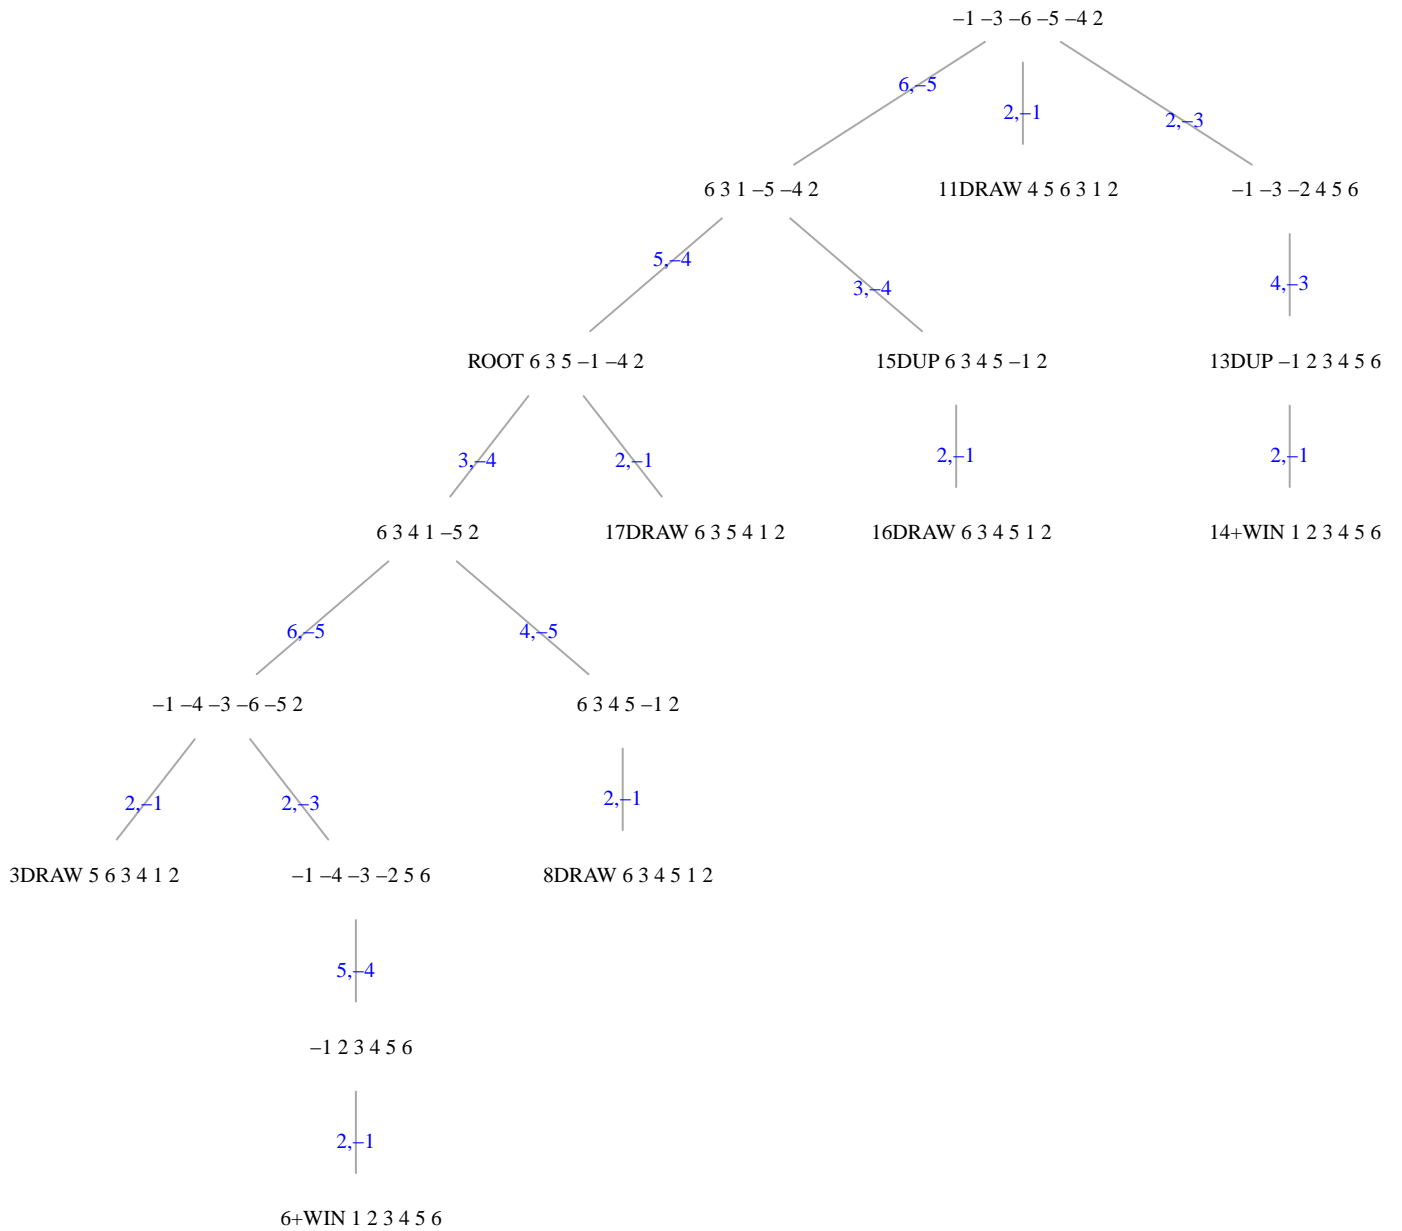 –1 –3 –6 –5 –4 2
6,–5
2,–1
2,–3
6 3 1 –5 –4 2
11DRAW 4 5 6 3 1 2
–1 –3 –2 4 5 6
5,–4
3,–4
4,–3
ROOT 6 3 5 –1 –4 2
15DUP 6 3 4 5 –1 2
13DUP –1 2 3 4 5 6
3,–4
2,–1
2,–1
2,–1
6 3 4 1 –5 2
17DRAW 6 3 5 4 1 2
16DRAW 6 3 4 5 1 2
14+WIN 1 2 3 4 5 6
6,–5
4,–5
–1 –4 –3 –6 –5 2
6 3 4 5 –1 2
2,–1
2,–3
2,–1
3DRAW 5 6 3 4 1 2
–1 –4 –3 –2 5 6
8DRAW 6 3 4 5 1 2
5,–4
–1 2 3 4 5 6
2,–1
6+WIN 1 2 3 4 5 6